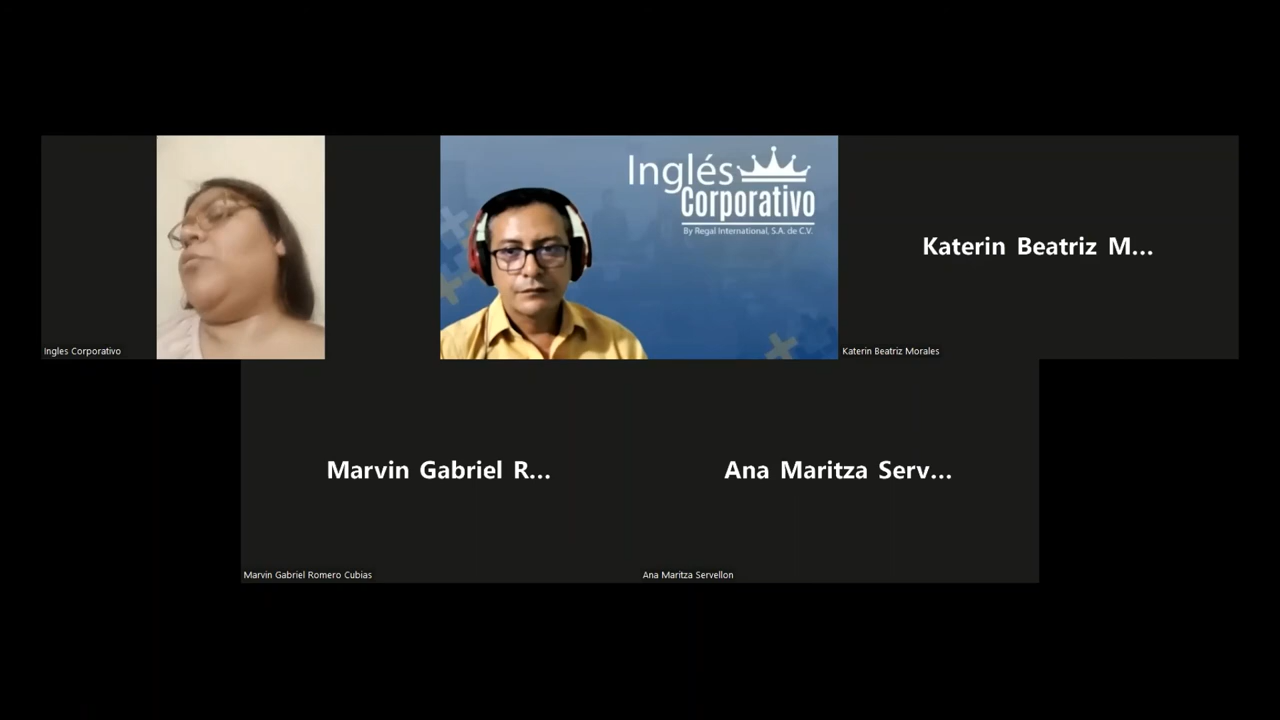 Inglés
Corporativo
By Regal International, S.A. de C.V.
Katerin Beatriz M...
Ingles Corporativo
Katerin Beatriz Morales
Marvin Gabriel R...
Ana Maritza Serv...
Marvin Gabriel Romero Cubias
Ana Maritza Servellon